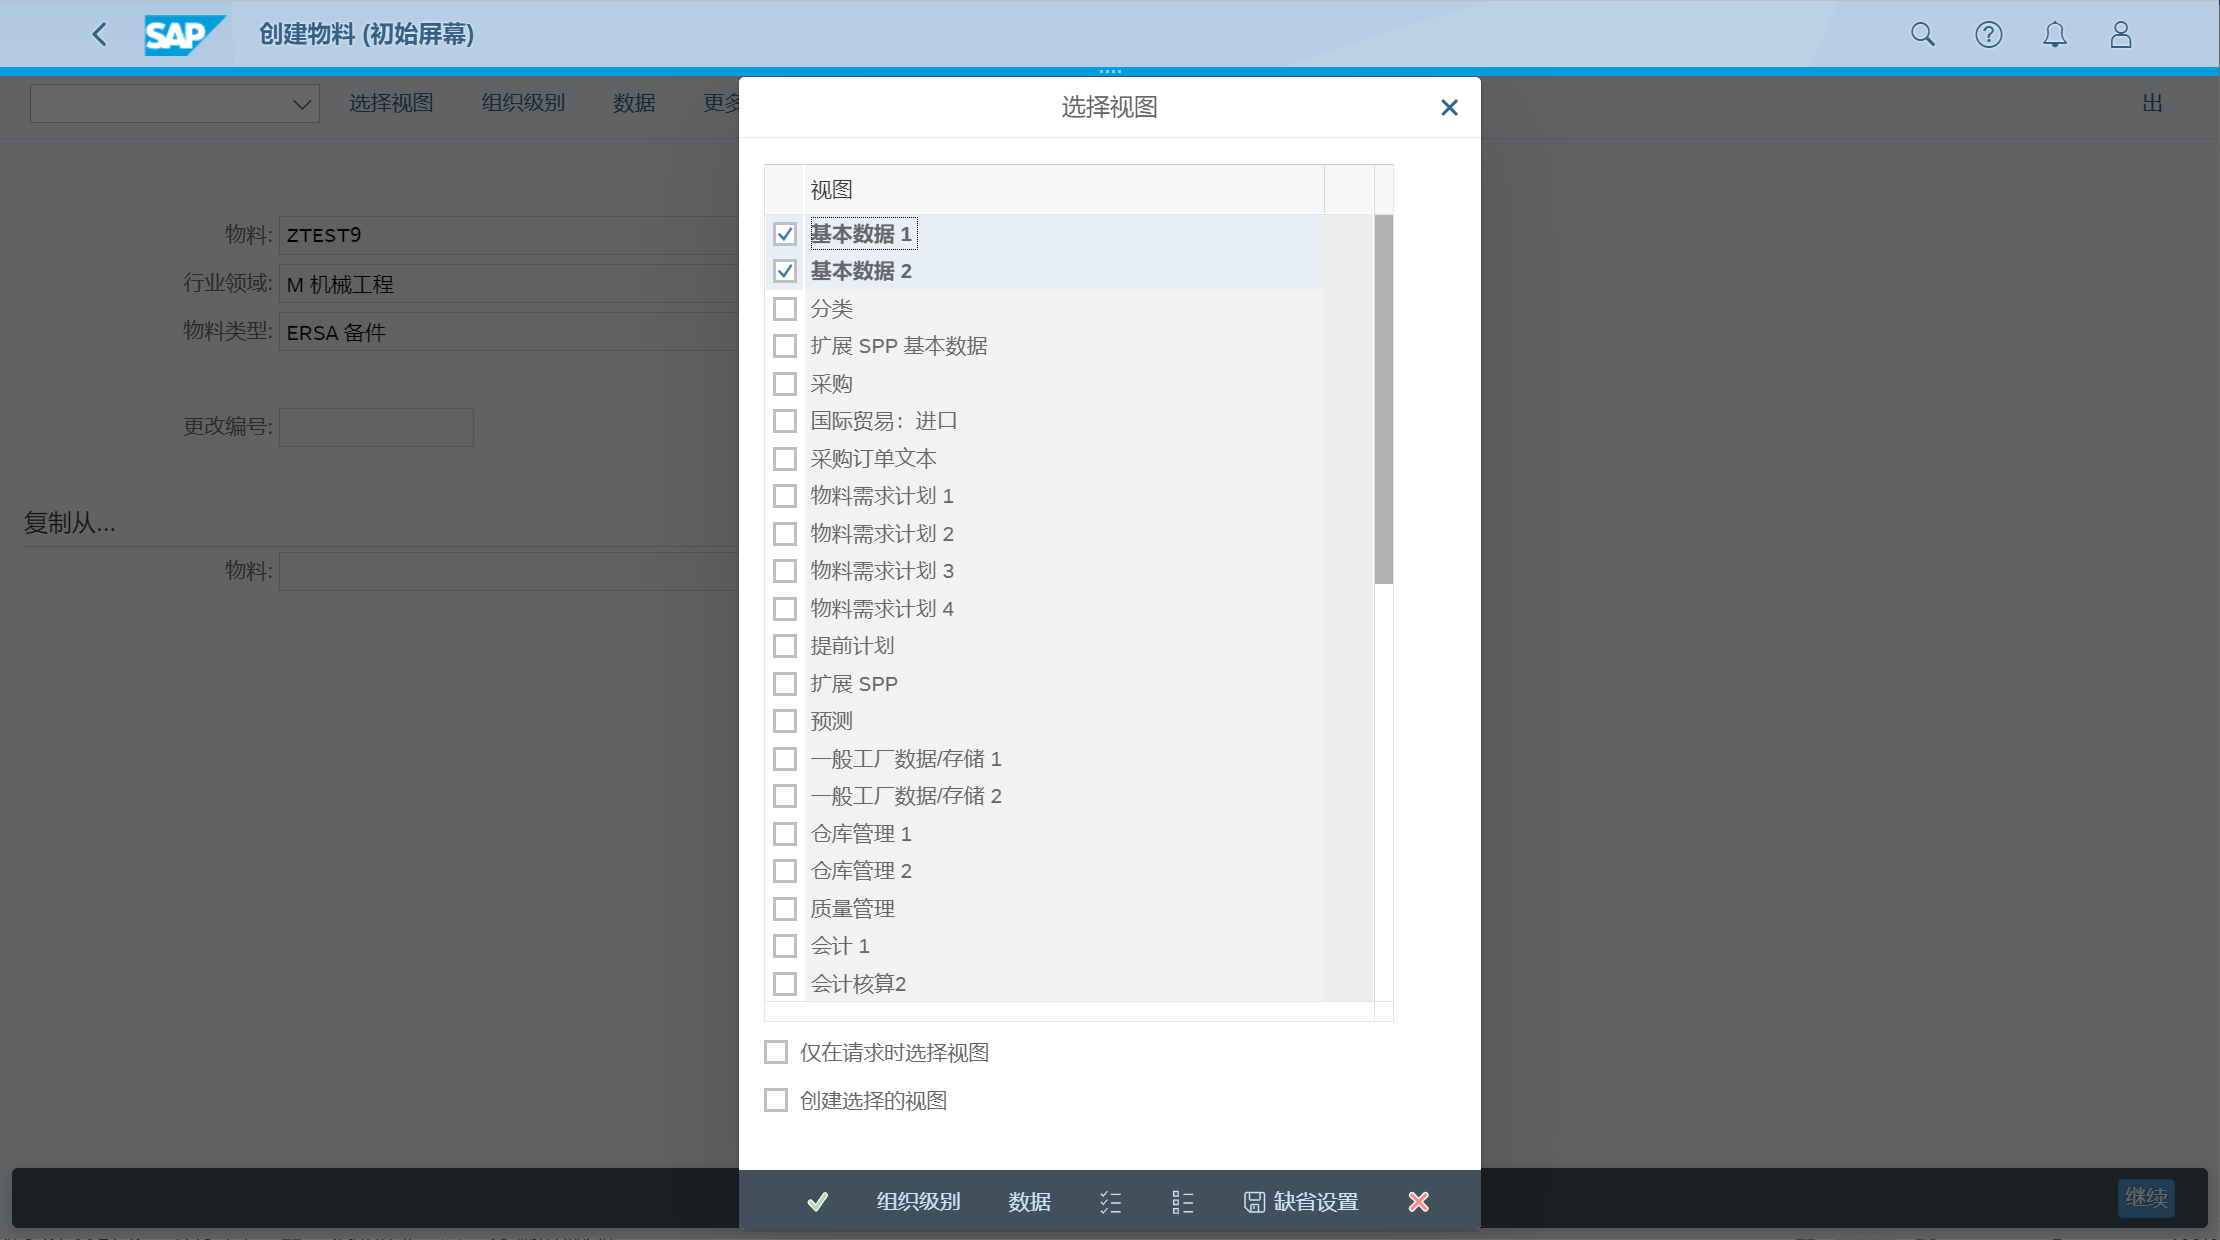 SAP 创建物料 (初始屏幕)
选择视图 组织级别 数据 更多 出
物料: ZTEST9
行业领域: M 机械工程
物料类型: ERSA 备件
更改编号:
复制从...
物料:
选择视图
视图
基本数据 1
基本数据 2
分类
扩展 SPP 基本数据
采购
国际贸易：进口
采购订单文本
物料需求计划 1
物料需求计划 2
物料需求计划 3
物料需求计划 4
提前计划
扩展 SPP
预测
一般工厂数据/存储 1
一般工厂数据/存储 2
仓库管理 1
仓库管理 2
质量管理
会计 1
会计核算2
仅在请求时选择视图
创建选择的视图
组织级别 数据 缺省设置
继续